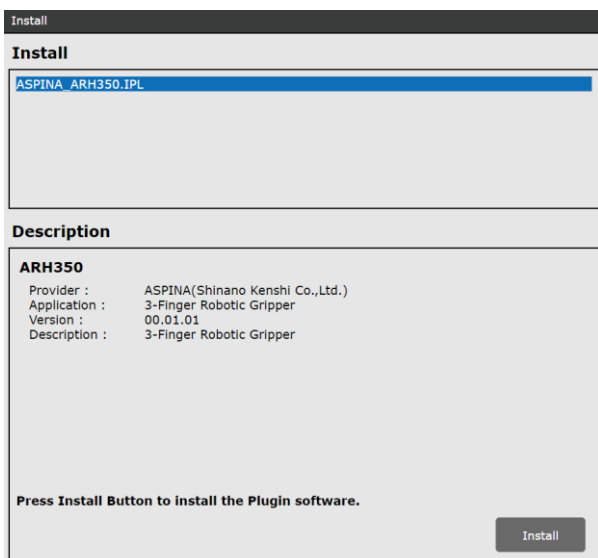 Install
Install
ASPINA_ARH350.IPL
Description
ARH350
Provider : ASPINA(Shinano Kenshi Co.,Ltd.)
Application : 3-Finger Robotic Gripper
Version : 00.01.01
Description : 3-Finger Robotic Gripper
Press Install Button to install the Plugin software.
Install